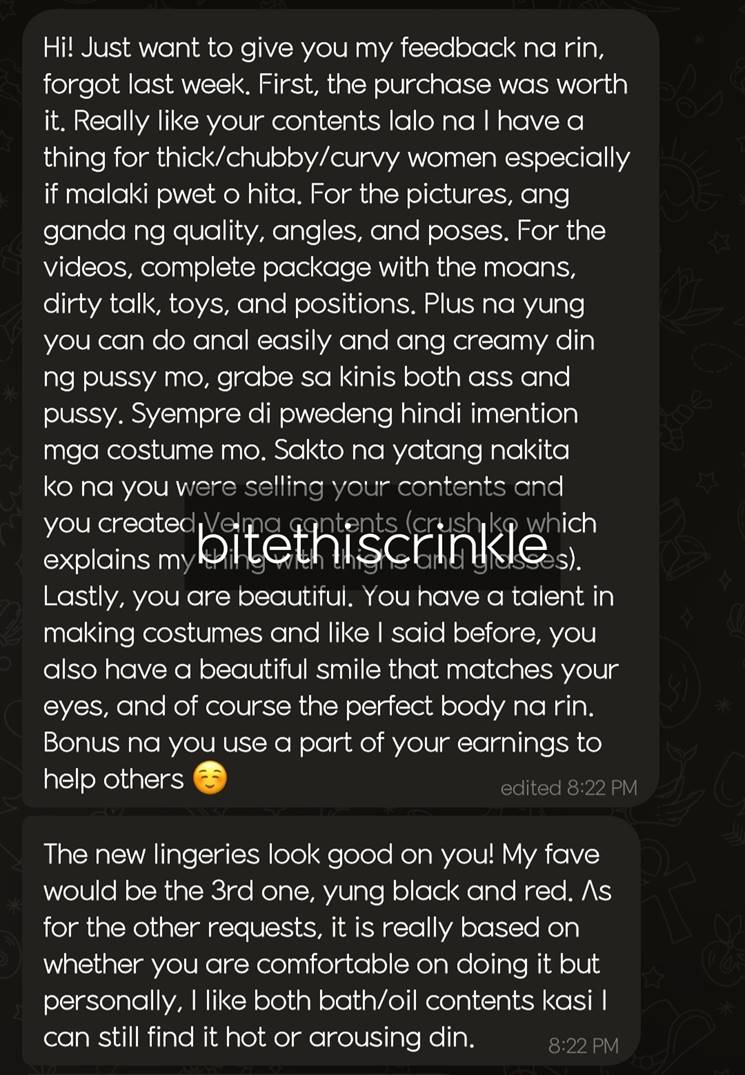 Hi! Just want to give you my feedback na rin,
forgot last week. First, the purchase was worth
it. Really like your contents lalo na I have a
thing for thick/chubby/curvy women especially
if malaki pwet o hita. For the pictures, ang
ganda ng quality, angles, and poses. For the
videos, complete package with the moans,
dirty talk, toys, and positions. Plus na yung
you can do anal easily and ang creamy din
ng pussy mo, grabe sa kinis both ass and
pussy. Syempre di pwedeng hindi imention
mga costume mo. Sakto na yatang nakita
ko na you were selling your contents and
you created Velma contents (crush ko which
bitethiscrinkle
explains my thing with thighs and glasses).
Lastly, you are beautiful. You have a talent in
making costumes and like I said before, you
also have a beautiful smile that matches your
eyes, and of course the perfect body na rin.
Bonus na you use a part of your earnings to
help others ☺️
edited 8:22 PM
The new lingeries look good on you! My fave
would be the 3rd one, yung black and red. As
for the other requests, it is really based on
whether you are comfortable on doing it but
personally, I like both bath/oil contents kasi I
can still find it hot or arousing din.
8:22 PM